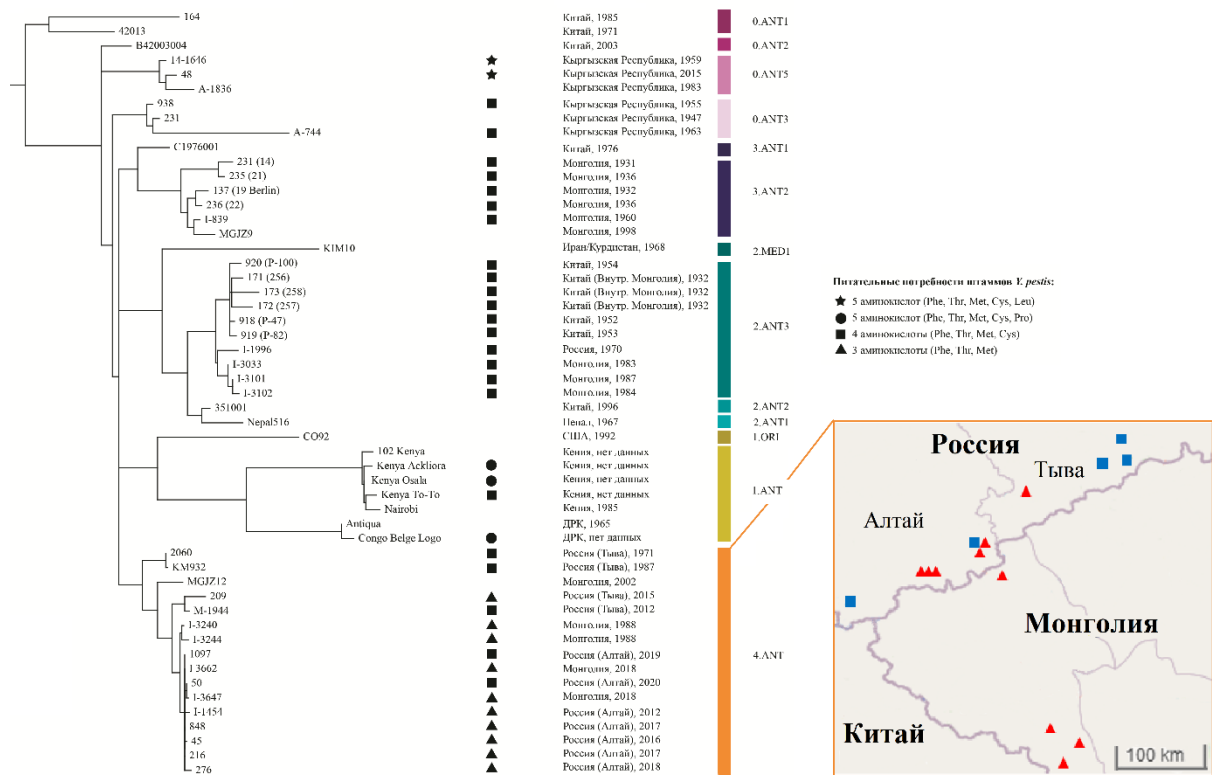 164 Китай, 1985 0.ANT1
42013 Китай, 1971
B42003004 Китай, 2003 0.ANT2
14-1646 Кыргызская Республика, 1959
48 Кыргызская Республика, 2015 0.ANT5
A-1836 Кыргызская Республика, 1983
938 Кыргызская Республика, 1955
231 Кыргызская Республика, 1947 0.ANT3
A-744 Кыргызская Республика, 1963
C1976001 Китай, 1976 3.ANT1
231 (14) Монголия, 1931
235 (21) Монголия, 1936
137 (19 Berlin) Монголия, 1932 3.ANT2
236 (22) Монголия, 1936
I-839 Монголия, 1960
MGJZ9 Монголия, 1998
KIM10 Иран/Курдистан, 1968 2.MED1
920 (P-100) Китай, 1954
171 (256) Китай (Внутр. Монголия), 1932
173 (258) Китай (Внутр. Монголия), 1932
172 (257) Китай (Внутр. Монголия), 1932
918 (P-47) Китай, 1952 2.ANT3
919 (P-82) Китай, 1953
I-1996 Россия, 1970
I-3033 Монголия, 1983
I-3101 Монголия, 1987
I-3102 Монголия, 1984
351001 Китай, 1996 2.ANT2
Nepal516 Непал, 1967 2.ANT1
CO92 США, 1992 1.ORI
102 Kenya Кения, нет данных
Kenya Ackliora Кения, нет данных
Kenya Osala Кения, нет данных 1.ANT
Kenya To-To Кения, нет данных
Nairobi Кения, 1985
Antiqua ДРК, 1965
Congo Belge Logo ДРК, нет данных
2060 Россия (Тыва), 1971
KM932 Россия (Тыва), 1987
MGJZ12 Монголия, 2002
209 Россия (Тыва), 2015
M-1944 Россия (Тыва), 2012
I-3240 Монголия, 1988
I-3244 Монголия, 1988
1097 Россия (Алтай), 2019 4.ANT
I 3662 Монголия, 2018
50 Россия (Алтай), 2020
I-3647 Монголия, 2018
I-1454 Россия (Алтай), 2012
848 Россия (Алтай), 2017
45 Россия (Алтай), 2016
216 Россия (Алтай), 2017
276 Россия (Алтай), 2018
Питательные потребности штаммов Y. pestis:
5 аминокислот (Phe, Thr, Met, Cys, Leu)
5 аминокислот (Phe, Thr, Met, Cys, Pro)
4 аминокислоты (Phe, Thr, Met, Cys)
3 аминокислоты (Phe, Thr, Met)
Россия
Тыва
Алтай
Монголия
Китай
100 km